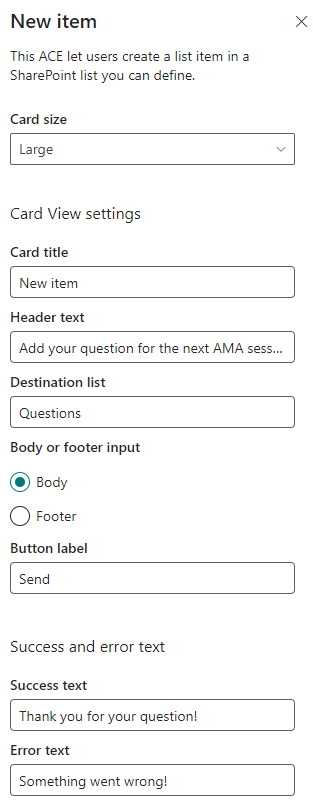 New item
This ACE let users create a list item in a
SharePoint list you can define.
Card size
Large
Card View settings
Card title
New item
Header text
Add your question for the next AMA sess...
Destination list
Questions
Body or footer input
Body
Footer
Button label
Send
Success and error text
Success text
Thank you for your question!
Error text
Something went wrong!